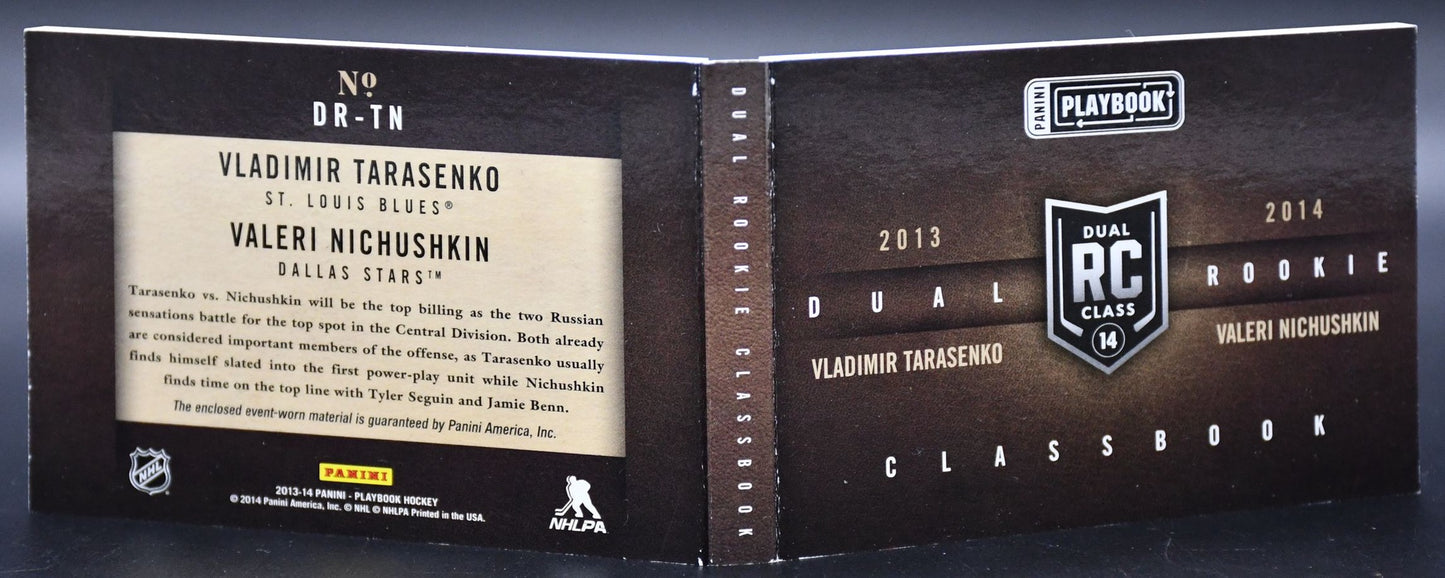 Nº
DR-TN
VLADIMIR TARASENKO
ST. LOUIS BLUES®
VALERI NICHUSHKIN
DALLAS STARS™
Tarasenko vs. Nichushkin will be the top billing as the two Russian
sensations battle for the top spot in the Central Division. Both already
are considered important members of the offense, as Tarasenko usually
finds himself slated into the first power-play unit while Nichushkin
finds time on the top line with Tyler Seguin and Jamie Benn.
The enclosed event-worn material is guaranteed by Panini America, Inc.
NHL
PANINI
2013-14 PANINI - PLAYBOOK HOCKEY
© 2014 Panini America, Inc. © NHL © NHLPA Printed in the USA.
NHLPA
DUAL ROOKIE CLASSBOOK
PANINI
PLAYBOOK
2013
2014
DUAL ROOKIE
DUAL
RC
CLASS
14
VLADIMIR TARASENKO
VALERI NICHUSHKIN
CLASSBOOK